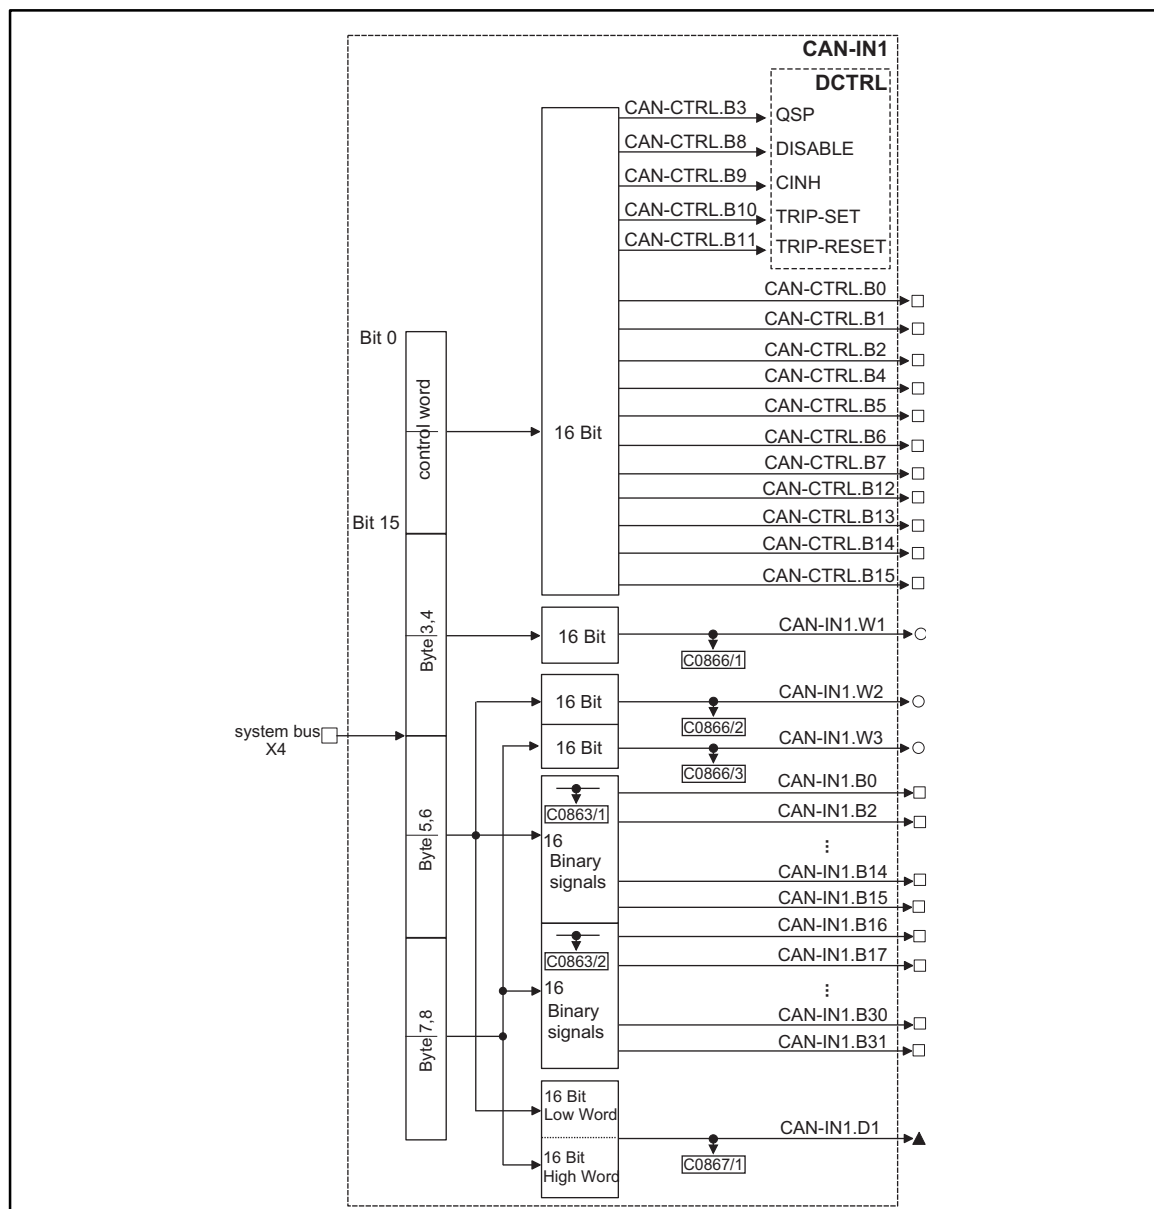 CAN-IN1
DCTRL
CAN-CTRL.B3
QSP
CAN-CTRL.B8
DISABLE
CAN-CTRL.B9
CINH
CAN-CTRL.B10
TRIP-SET
CAN-CTRL.B11
TRIP-RESET
CAN-CTRL.B0
CAN-CTRL.B1
CAN-CTRL.B2
CAN-CTRL.B4
CAN-CTRL.B5
CAN-CTRL.B6
CAN-CTRL.B7
CAN-CTRL.B12
CAN-CTRL.B13
CAN-CTRL.B14
CAN-CTRL.B15
Bit 0
control word
16 Bit
Bit 15
Byte 3,4
16 Bit
CAN-IN1.W1
C0866/1
16 Bit
CAN-IN1.W2
C0866/2
system bus
X4
16 Bit
CAN-IN1.W3
C0866/3
Byte 5,6
C0863/1
16
Binary
signals
CAN-IN1.B0
CAN-IN1.B2
...
CAN-IN1.B14
CAN-IN1.B15
Byte 7,8
C0863/2
16
Binary
signals
CAN-IN1.B16
CAN-IN1.B17
...
CAN-IN1.B30
CAN-IN1.B31
16 Bit
Low Word
16 Bit
High Word
CAN-IN1.D1
C0867/1